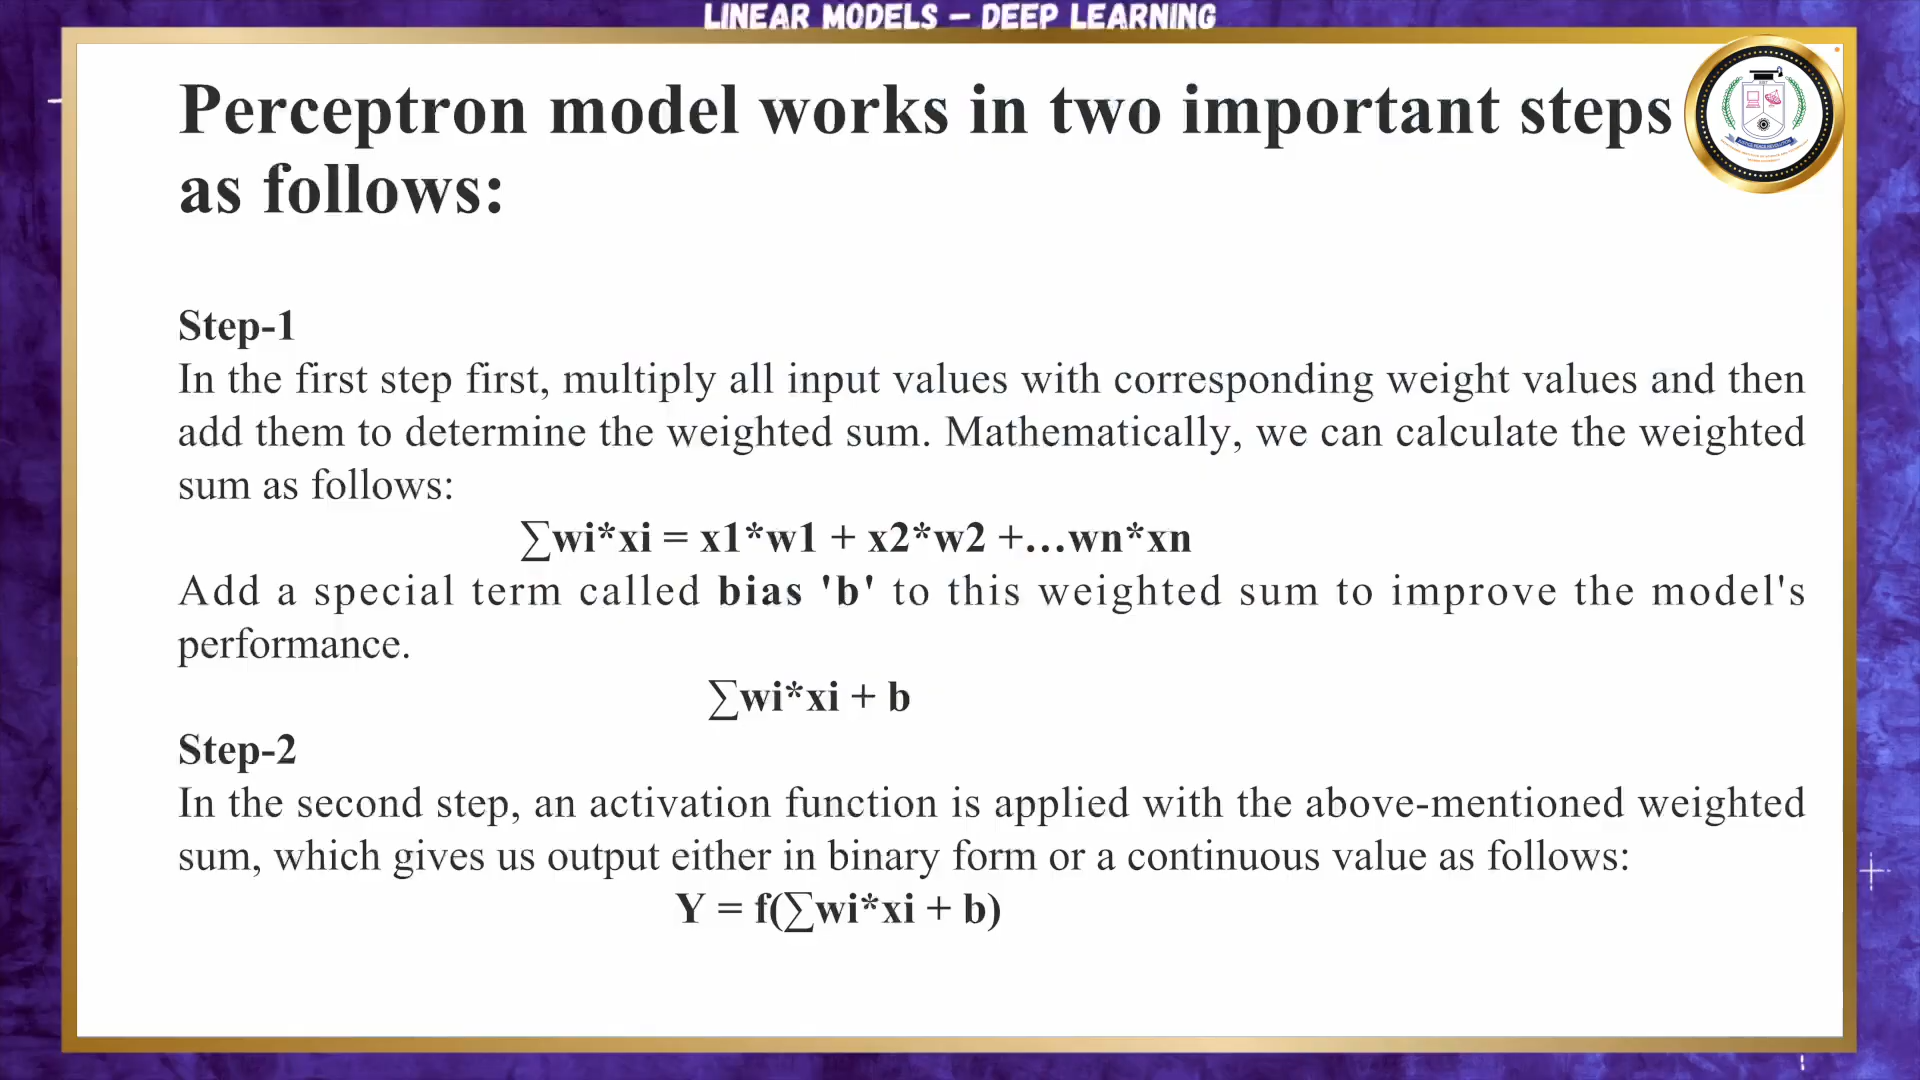 LINEAR MODELS – DEEP LEARNING
Perceptron model works in two important steps
as follows:
Step-1
In the first step first, multiply all input values with corresponding weight values and then
add them to determine the weighted sum. Mathematically, we can calculate the weighted
sum as follows:
∑wi*xi = x1*w1 + x2*w2 +…wn*xn
Add a special term called bias 'b' to this weighted sum to improve the model's
performance.
∑wi*xi + b
Step-2
In the second step, an activation function is applied with the above-mentioned weighted
sum, which gives us output either in binary form or a continuous value as follows:
Y = f(∑wi*xi + b)